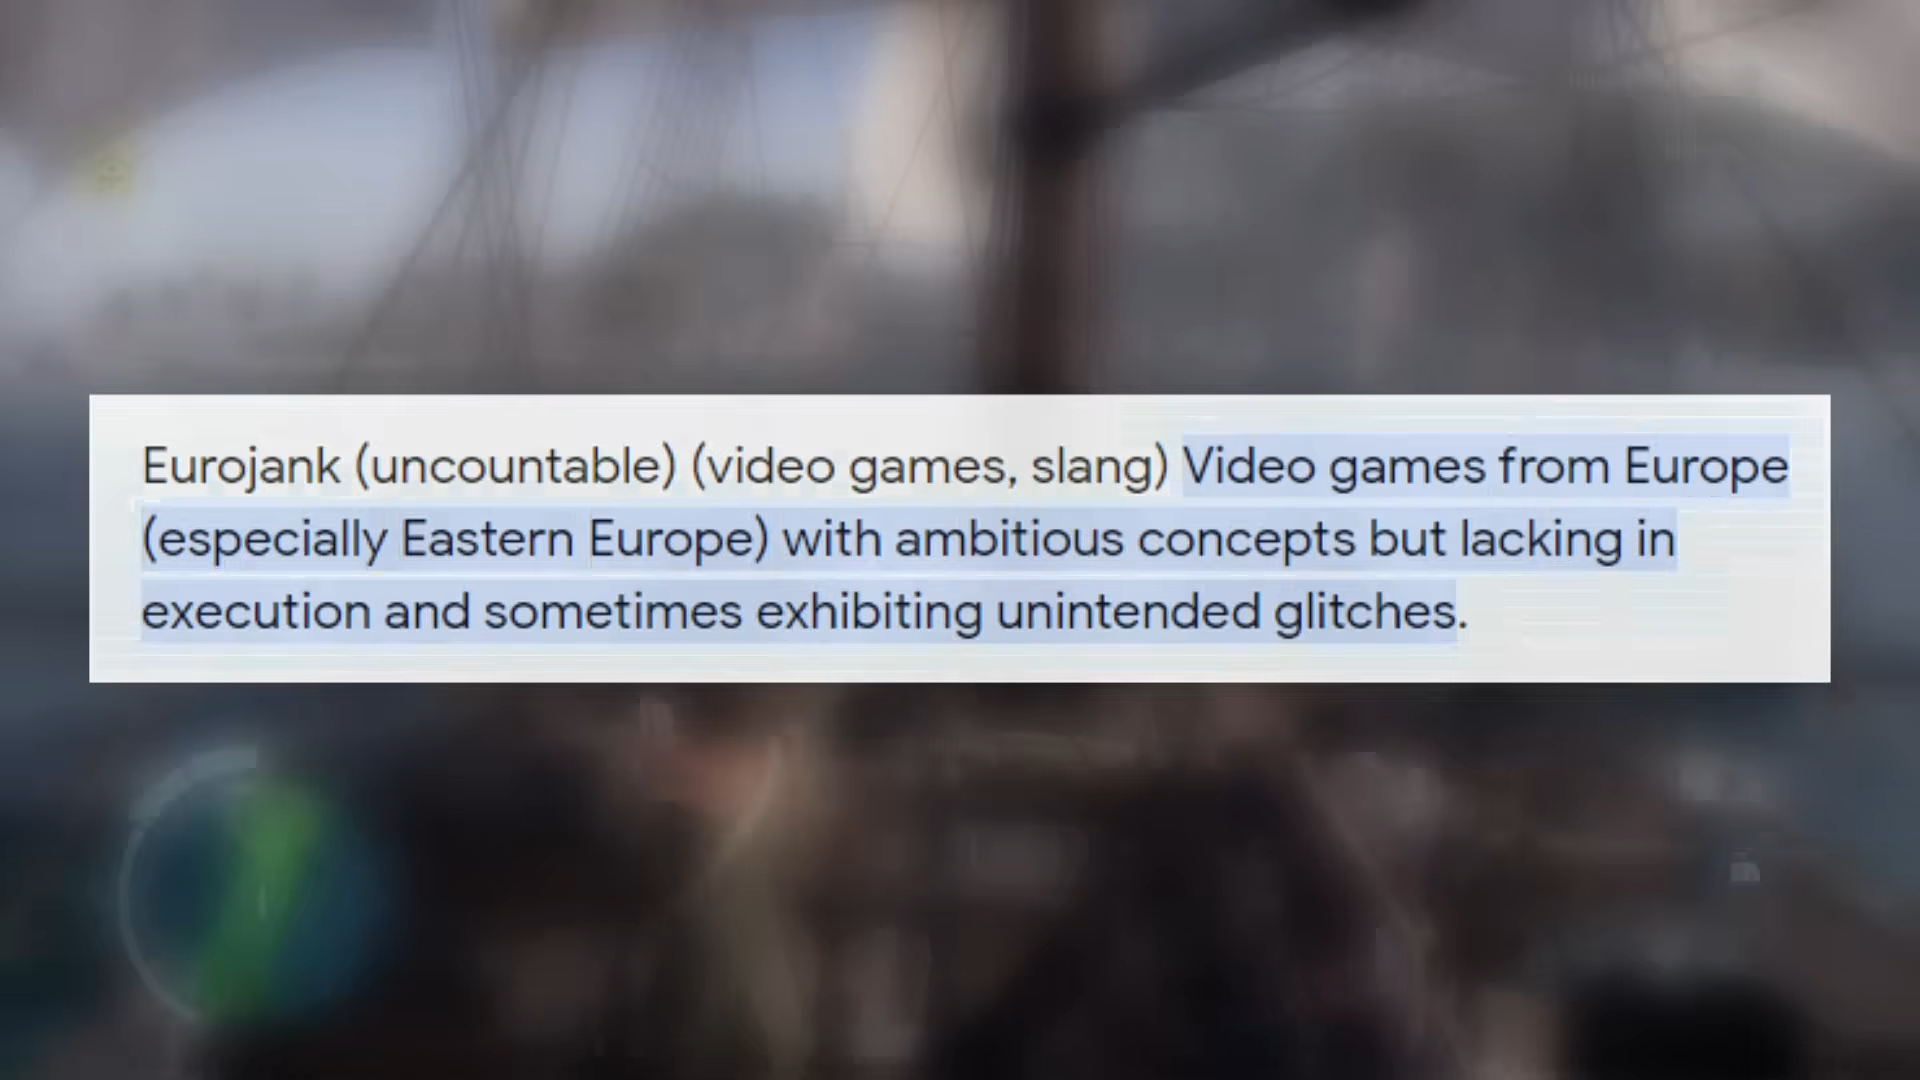 Eurojank (uncountable) (video games, slang) Video games from Europe
(especially Eastern Europe) with ambitious concepts but lacking in
execution and sometimes exhibiting unintended glitches.